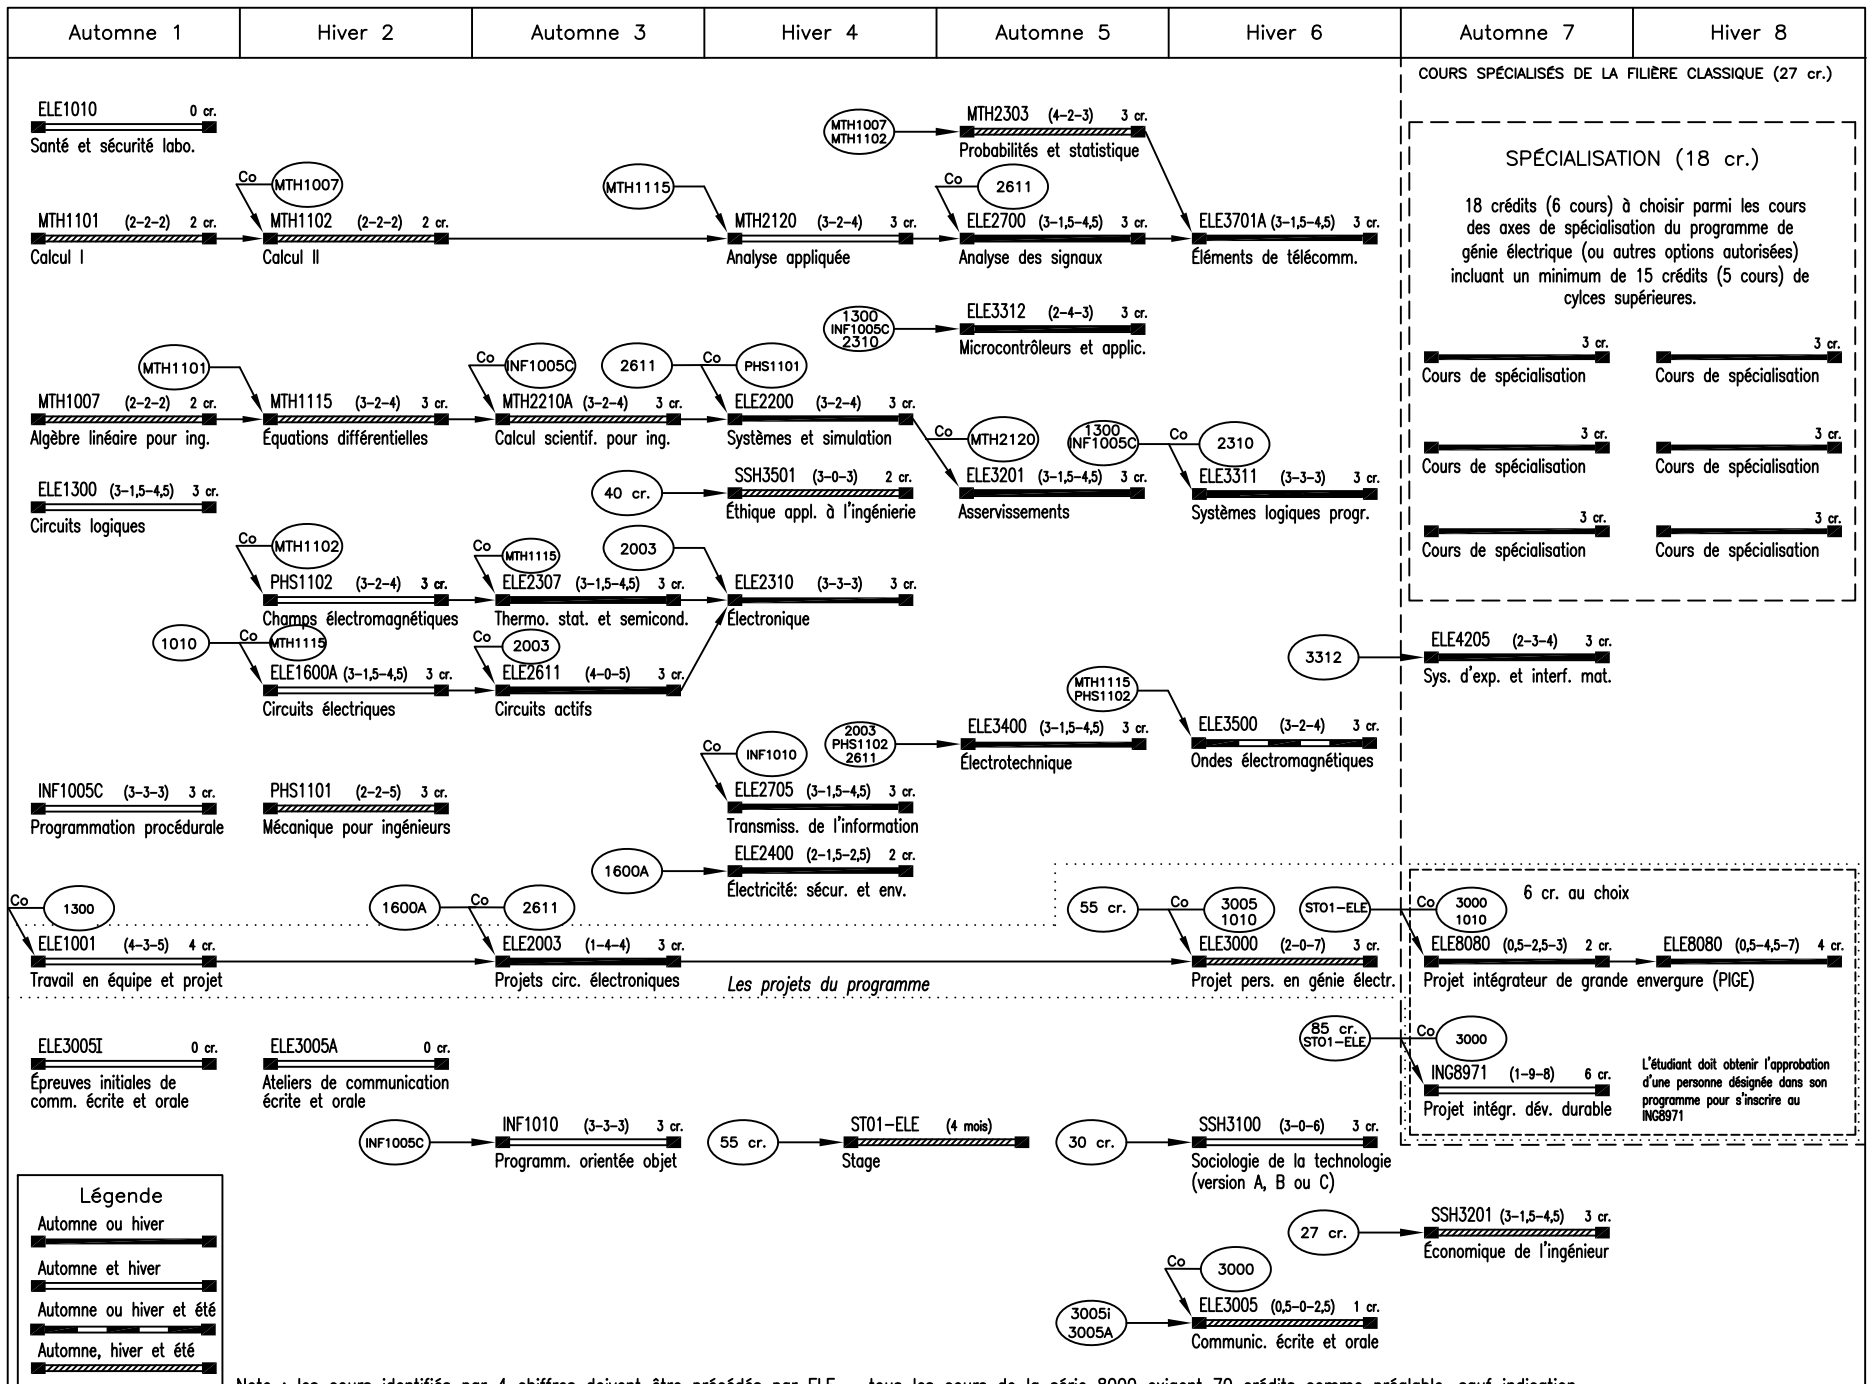 Automne 1
Hiver 2
Automne 3
Hiver 4
Automne 5
Hiver 6
Automne 7
Hiver 8
COURS SPÉCIALISÉS DE LA FILIÈRE CLASSIQUE (27 cr.)
ELE1010 0 cr.
Santé et sécurité labo.
MTH1007
MTH1102
MTH2303 (4-2-3) 3 cr.
Probabilités et statistique
SPÉCIALISATION (18 cr.)
18 crédits (6 cours) à choisir parmi les cours
des axes de spécialisation du programme de
génie électrique (ou autres options autorisées)
incluant un minimum de 15 crédits (5 cours) de
cylces supérieures.
Co
MTH1007
MTH1115
Co
2611
MTH1101 (2-2-2) 2 cr.
Calcul I
MTH1102 (2-2-2) 2 cr.
Calcul II
MTH2120 (3-2-4) 3 cr.
Analyse appliquée
ELE2700 (3-1,5-4,5) 3 cr.
Analyse des signaux
ELE3701A (3-1,5-4,5) 3 cr.
Éléments de télécomm.
1300
INF1005C
2310
ELE3312 (2-4-3) 3 cr.
Microcontrôleurs et applic.
3 cr.
Cours de spécialisation
3 cr.
Cours de spécialisation
MTH1101
Co
INF1005C
2611
Co
PHS1101
MTH1007 (2-2-2) 2 cr.
Algèbre linéaire pour ing.
MTH1115 (3-2-4) 3 cr.
Équations différentielles
MTH2210A (3-2-4) 3 cr.
Calcul scientif. pour ing.
ELE2200 (3-2-4) 3 cr.
Systèmes et simulation
Co
MTH2120
1300
INF1005C
Co
2310
3 cr.
Cours de spécialisation
3 cr.
Cours de spécialisation
ELE1300 (3-1,5-4,5) 3 cr.
Circuits logiques
40 cr.
SSH3501 (3-0-3) 2 cr.
Éthique appl. à l'ingénierie
ELE3201 (3-1,5-4,5) 3 cr.
Asservissements
ELE3311 (3-3-3) 3 cr.
Systèmes logiques progr.
3 cr.
Cours de spécialisation
3 cr.
Cours de spécialisation
Co
MTH1102
Co
MTH1115
2003
PHS1102 (3-2-4) 3 cr.
Champs électromagnétiques
ELE2307 (3-1,5-4,5) 3 cr.
Thermo. stat. et semicond.
ELE2310 (3-3-3) 3 cr.
Électronique
1010
Co
MTH1115
Co
2003
3312
ELE4205 (2-3-4) 3 cr.
Sys. d'exp. et interf. mat.
ELE1600A (3-1,5-4,5) 3 cr.
Circuits électriques
ELE2611 (4-0-5) 3 cr.
Circuits actifs
MTH1115
PHS1102
Co
INF1010
2003
PHS1102
2611
ELE3400 (3-1,5-4,5) 3 cr.
Électrotechnique
ELE3500 (3-2-4) 3 cr.
Ondes électromagnétiques
INF1005C (3-3-3) 3 cr.
Programmation procédurale
PHS1101 (2-2-5) 3 cr.
Mécanique pour ingénieurs
ELE2705 (3-1,5-4,5) 3 cr.
Transmiss. de l'information
1600A
ELE2400 (2-1,5-2,5) 2 cr.
Électricité: sécur. et env.
Co
1300
1600A
Co
2611
55 cr.
Co
3005
1010
STO1-ELE
Co
3000
1010
6 cr. au choix
ELE1001 (4-3-5) 4 cr.
Travail en équipe et projet
ELE2003 (1-4-4) 3 cr.
Projets circ. électroniques
Les projets du programme
ELE3000 (2-0-7) 3 cr.
Projet pers. en génie électr.
ELE8080 (0,5-2,5-3) 2 cr.
ELE8080 (0,5-4,5-7) 4 cr.
Projet intégrateur de grande envergure (PIGE)
ELE3005I 0 cr.
Épreuves initiales de
comm. écrite et orale
ELE3005A 0 cr.
Ateliers de communication
écrite et orale
85 cr.
STO1-ELE
Co
3000
ING8971 (1-9-8) 6 cr.
Projet intégr. dév. durable
L'étudiant doit obtenir l'approbation
d'une personne désignée dans son
programme pour s'inscrire au
ING8971
INF1005C
INF1010 (3-3-3) 3 cr.
Programm. orientée objet
55 cr.
ST01-ELE (4 mois)
Stage
30 cr.
SSH3100 (3-0-6) 3 cr.
Sociologie de la technologie
(version A, B ou C)
27 cr.
SSH3201 (3-1,5-4,5) 3 cr.
Économique de l'ingénieur
Co
3000
3005i
3005A
ELE3005 (0,5-0-2,5) 1 cr.
Communic. écrite et orale
Légende
Automne ou hiver
Automne et hiver
Automne ou hiver et été
Automne, hiver et été
Note : les cours identifiés par 4 chiffres doivent être précédés par ELE - tous les cours de la série 8000 exigent 70 crédits comme préalable, sauf indication